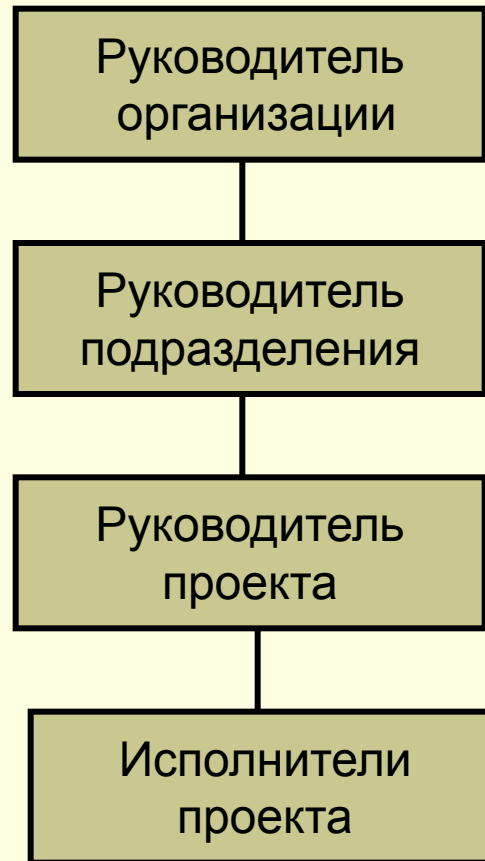 Руководитель
организации
Руководитель
подразделения
Руководитель
проекта
Исполнители
проекта